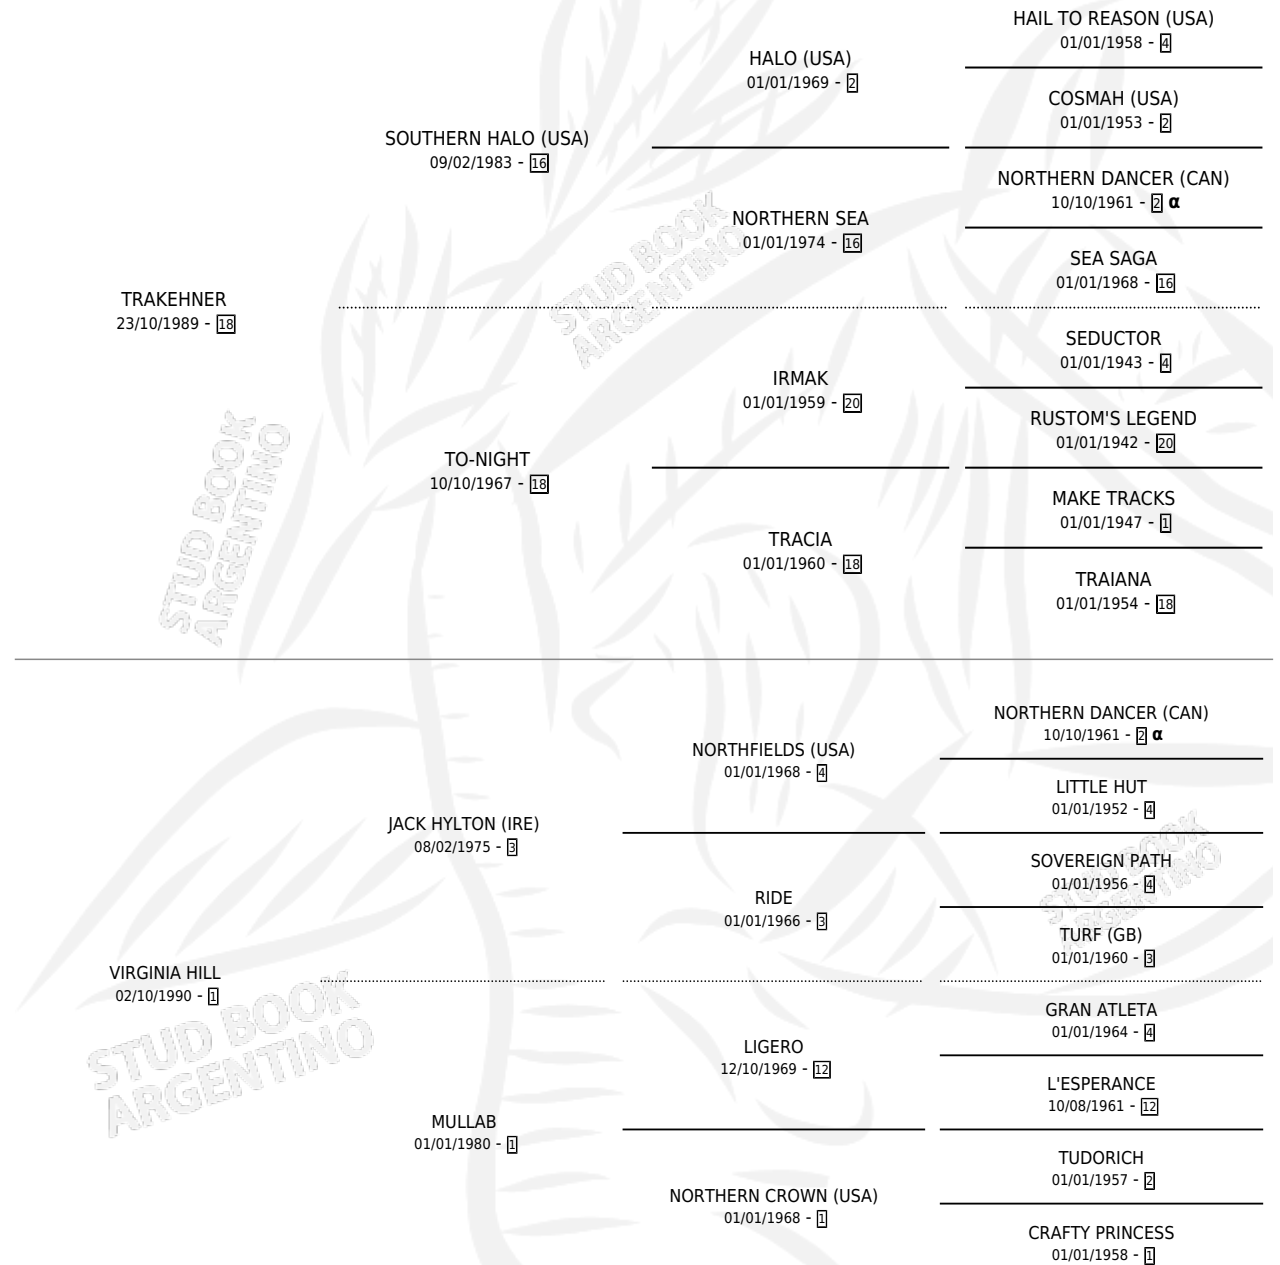 HAIL TO REASON (USA)
01/01/1958 - 4
HALO (USA)
01/01/1969 - 2
COSMAH (USA)
01/01/1953 - 2
SOUTHERN HALO (USA)
09/02/1983 - 16
NORTHERN DANCER (CAN)
10/10/1961 - 2 α
NORTHERN SEA
01/01/1974 - 16
SEA SAGA
01/01/1968 - 16
STUD BOOK
ARGENTINO
TRAKEHNER
23/10/1989 - 18
SEDUCTOR
01/01/1943 - 4
IRMAK
01/01/1959 - 20
RUSTOM'S LEGEND
01/01/1942 - 20
TO-NIGHT
10/10/1967 - 18
MAKE TRACKS
01/01/1947 - 1
TRACIA
01/01/1960 - 18
TRAIANA
01/01/1954 - 18
STUD BOOK
ARGENTINO
NORTHERN DANCER (CAN)
10/10/1961 - 2 α
NORTHFIELDS (USA)
01/01/1968 - 4
LITTLE HUT
01/01/1952 - 4
JACK HYLTON (IRE)
08/02/1975 - 3
SOVEREIGN PATH
01/01/1956 - 4
RIDE
01/01/1966 - 3
TURF (GB)
01/01/1960 - 3
STUD BOOK
ARGENTINO
VIRGINIA HILL
02/10/1990 - 1
GRAN ATLETA
01/01/1964 - 4
LIGERO
12/10/1969 - 12
L'ESPERANCE
10/08/1961 - 12
MULLAB
01/01/1980 - 1
TUDORICH
01/01/1957 - 2
NORTHERN CROWN (USA)
01/01/1968 - 1
CRAFTY PRINCESS
01/01/1958 - 1
STUD BOOK
ARGENTINO